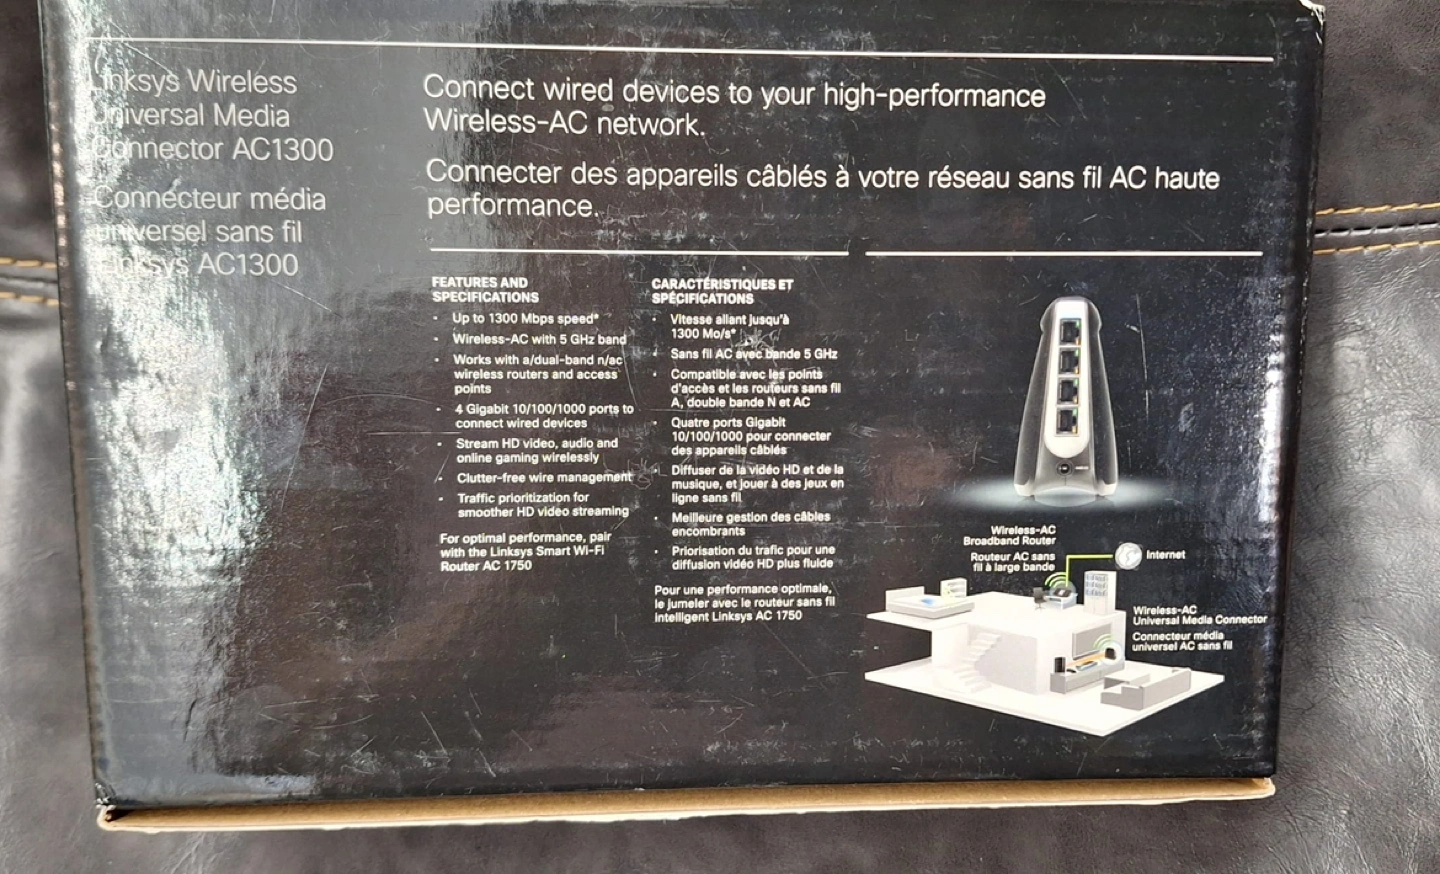 Linksys Wireless
Universal Media
Connector AC1300
Connecteur média
universel sans fil
Linksys AC1300
Connect wired devices to your high-performance
Wireless-AC network.
Connecter des appareils câblés à votre réseau sans fil AC haute
performance.
FEATURES AND
SPECIFICATIONS
• Up to 1300 Mbps speed*
• Wireless-AC with 5 GHz band
• Works with a/dual-band n/ac
wireless routers and access
points
• 4 Gigabit 10/100/1000 ports to
connect wired devices
• Stream HD video, audio and
online gaming wirelessly
• Clutter-free wire management
• Traffic prioritization for
smoother HD video streaming
For optimal performance, pair
with the Linksys Smart Wi-Fi
Router AC 1750
CARACTÉRISTIQUES ET
SPÉCIFICATIONS
• Vitesse allant jusqu'à
1300 Mo/s*
• Sans fil AC avec bande 5 GHz
• Compatible avec les points
d'accès et les routeurs sans fil
A, double bande N et AC
• Quatre ports Gigabit
10/100/1000 pour connecter
des appareils câblés
• Diffuser de la vidéo HD et de la
musique, et jouer à des jeux en
ligne sans fil
• Meilleure gestion des câbles
encombrants
• Priorisation du trafic pour une
diffusion vidéo HD plus fluide
Pour une performance optimale,
le jumeler avec le routeur sans fil
intelligent Linksys AC 1750
Wireless-AC
Broadband Router
Routeur AC sans
fil à large bande
Internet
Wireless-AC
Universal Media Connector
Connecteur média
universel AC sans fil